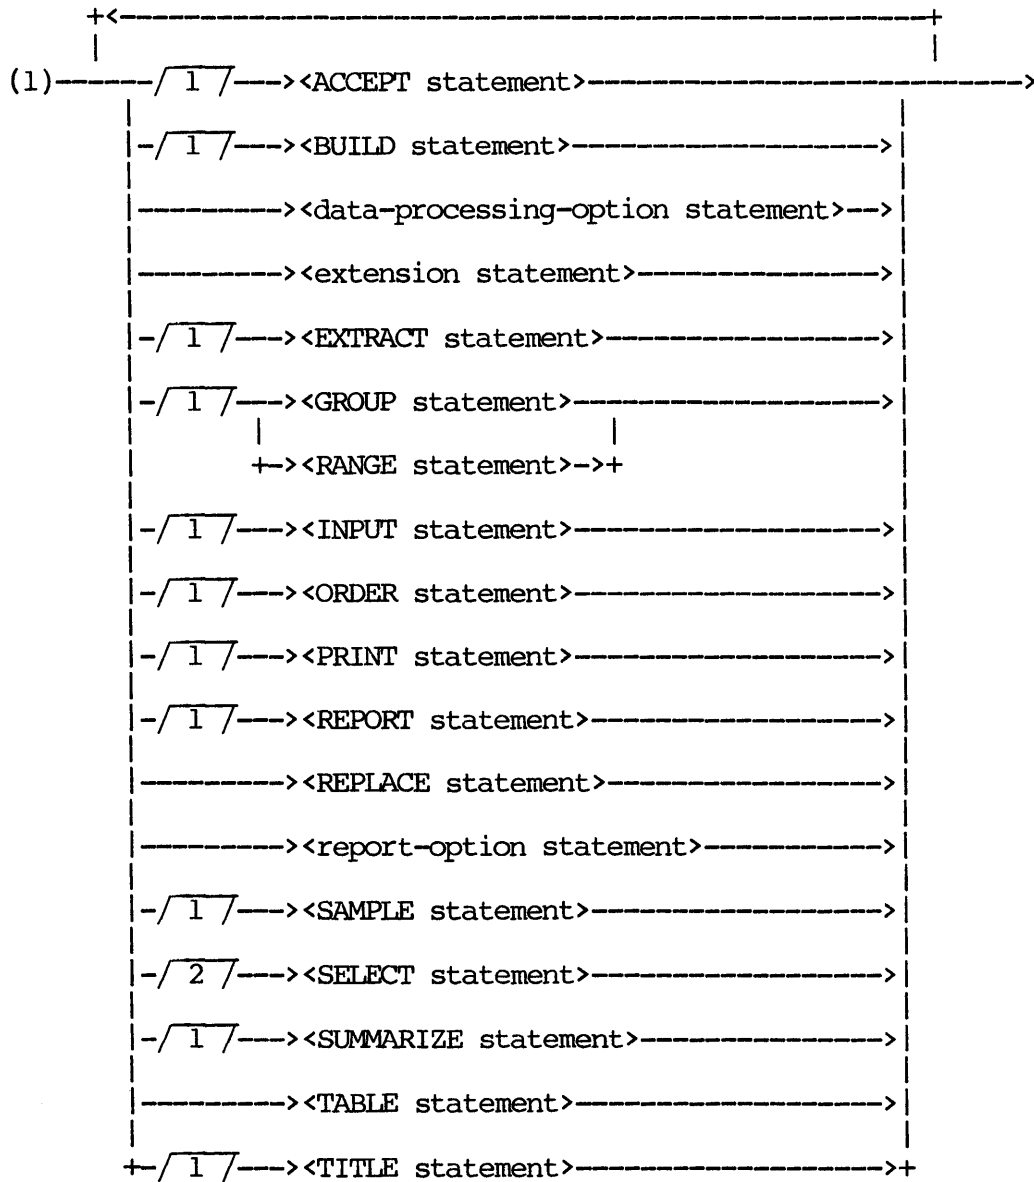 +<------------------------------------------------+
| |
(1)-----/ 1 /---><ACCEPT statement>-------------------------->
|-/ 1 /---><BUILD statement>------------------>|
|---------><data-processing-option statement>-->|
|---------><extension statement>--------------->|
|-/ 1 /---><EXTRACT statement>---------------->|
|-/ 1 /---><GROUP statement>------------------>|
| |
+-><RANGE statement>->+
|-/ 1 /---><INPUT statement>------------------>|
|-/ 1 /---><ORDER statement>------------------>|
|-/ 1 /---><PRINT statement>------------------>|
|-/ 1 /---><REPORT statement>----------------->|
|---------><REPLACE statement>---------------->|
|---------><report-option statement>----------->|
|-/ 1 /---><SAMPLE statement>----------------->|
|-/ 2 /---><SELECT statement>----------------->|
|-/ 1 /---><SUMMARIZE statement>-------------->|
|---------><TABLE statement>------------------>|
+-/ 1 /---><TITLE statement>------------------>+